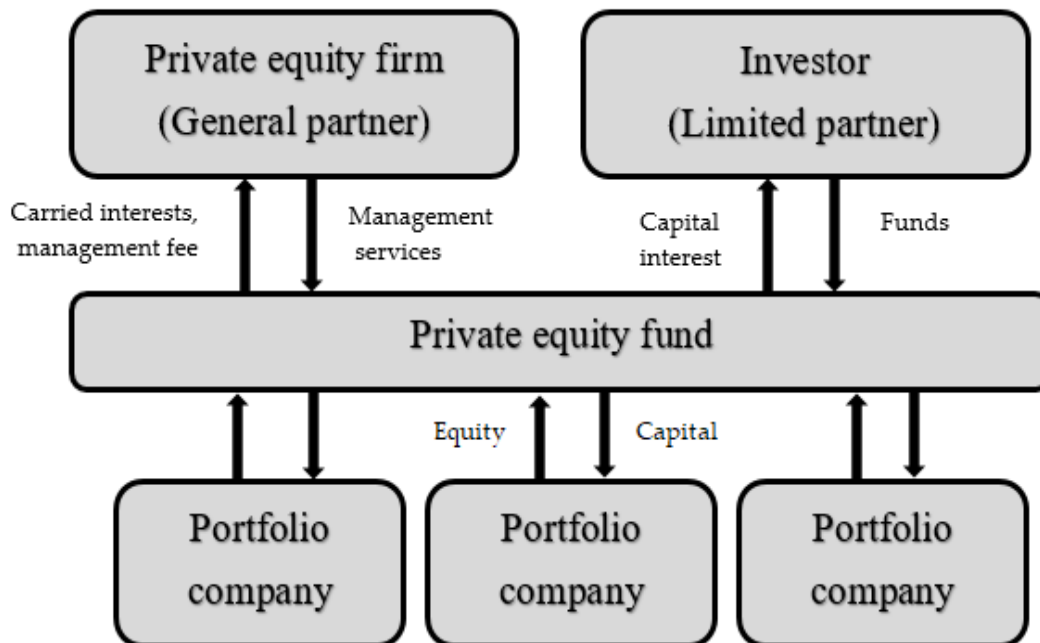 Private equity firm
(General partner)
Investor
(Limited partner)
Carried interests,
management fee
Management
services
Capital
interest
Funds
Private equity fund
Equity
Capital
Portfolio
company
Portfolio
company
Portfolio
company